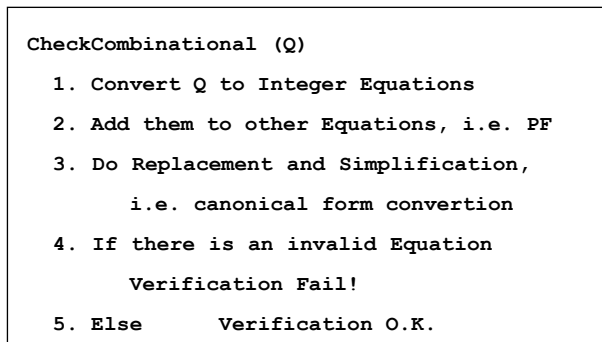 CheckCombinational (Q)
1. Convert Q to Integer Equations
2. Add them to other Equations, i.e. PF
3. Do Replacement and Simplification,
i.e. canonical form convertion
4. If there is an invalid Equation
Verification Fail!
5. Else Verification O.K.